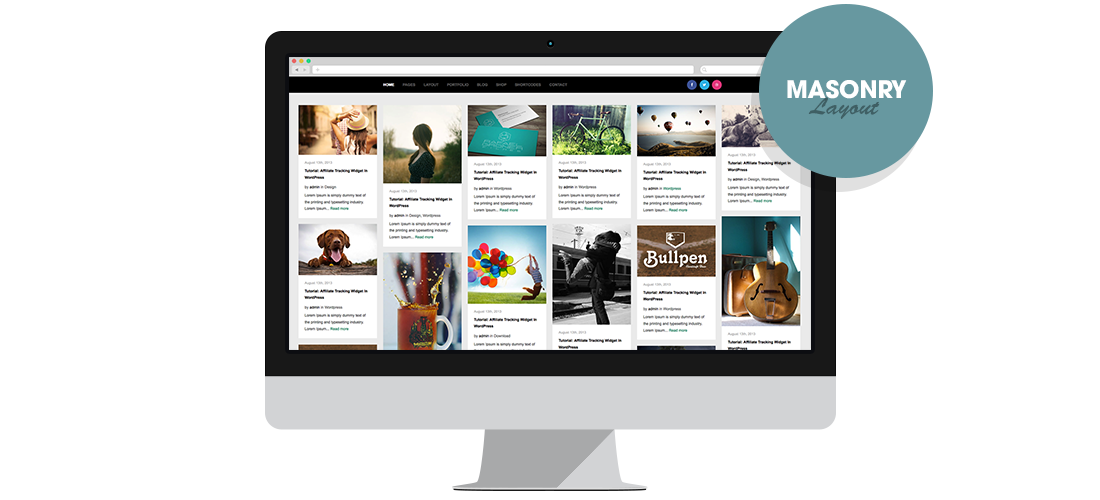 MASONRY
Layout
HOME PAGES LAYOUT PORTFOLIO BLOG SHOP SHORTCODES CONTACT
August 15th, 2013
Tutorial: Affiliate Tracking Widget in
WordPress
by admin in Design
Lorem Ipsum is simply dummy text of
the printing and typesetting industry.
Lorem Ipsum... Read more
August 15th, 2013
Tutorial: Affiliate Tracking Widget in
WordPress
by admin in Wordpress
Lorem Ipsum is simply dummy text of
the printing and typesetting industry.
Lorem Ipsum... Read more
August 13th, 2013
Tutorial: Affiliate Tracking Widget in
WordPress
by admin in Design, Wordpress
Lorem Ipsum is simply dummy text of
the printing and typesetting industry.
Lorem Ipsum... Read more
August 15th, 2013
Tutorial: Affiliate Tracking Widget in
WordPress
by admin in Wordpress
Lorem Ipsum is simply dummy text of
the printing and typesetting industry.
Lorem Ipsum... Read more
August 15th, 2013
Tutorial: Affiliate Tracking Widget in
WordPress
by admin in Download
Lorem Ipsum is simply dummy text of
August 15th, 2013
Tutorial: Affiliate Tracking Widget in
WordPress
by admin in Wordpress
Lorem Ipsum is simply dummy text of
the printing and typesetting industry.
Lorem Ipsum... Read more
August 15th, 2013
Tutorial: Affiliate Tracking Widget in
WordPress
August 15th, 2013
Tutorial: Affiliate Tracking Widget in
WordPress
by admin in Wordpress
Lorem Ipsum is simply dummy text of
the printing and typesetting industry.
Lorem Ipsum... Read more
Bullpen
August 15th, 2013
Tutorial: Affiliate Tracking Widget in
WordPress
by admin in Wordpress
Lorem Ipsum is simply dummy text of
the printing and typesetting industry.
Lorem Ipsum... Read more
August 15th, 2013
Tutorial: Affiliate Tracking Widget in
WordPress
by admin in Design, Wordpress
Lorem Ipsum is simply dummy text of
the printing and typesetting industry.
Lorem Ipsum... Read more
August 15th, 2013
Tutorial: Affiliate Tracking Widget in